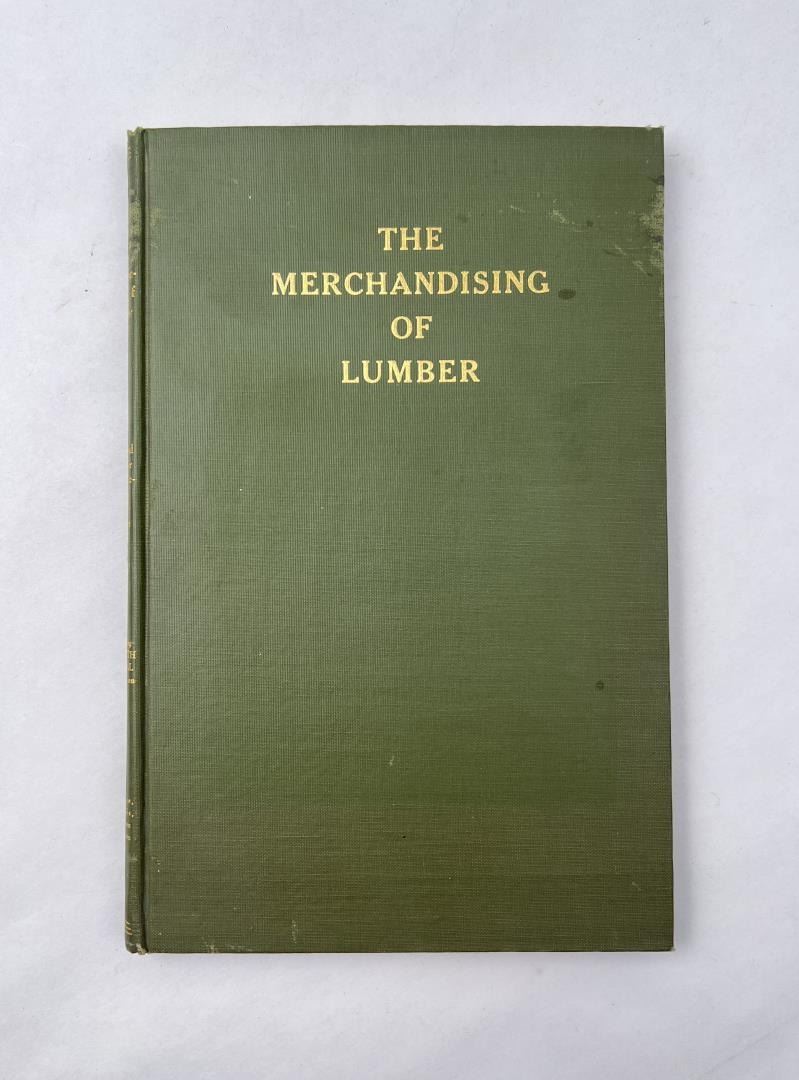 THE
MERCHANDISING
OF
LUMBER